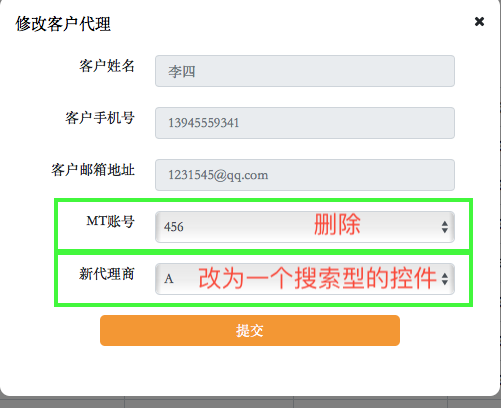 修改客户代理 ✖
客户姓名 李四
客户手机号 13945559341
客户邮箱地址 1231545@qq.com
MT账号 456 删除
新代理商 A 改为一个搜索型的控件
提交